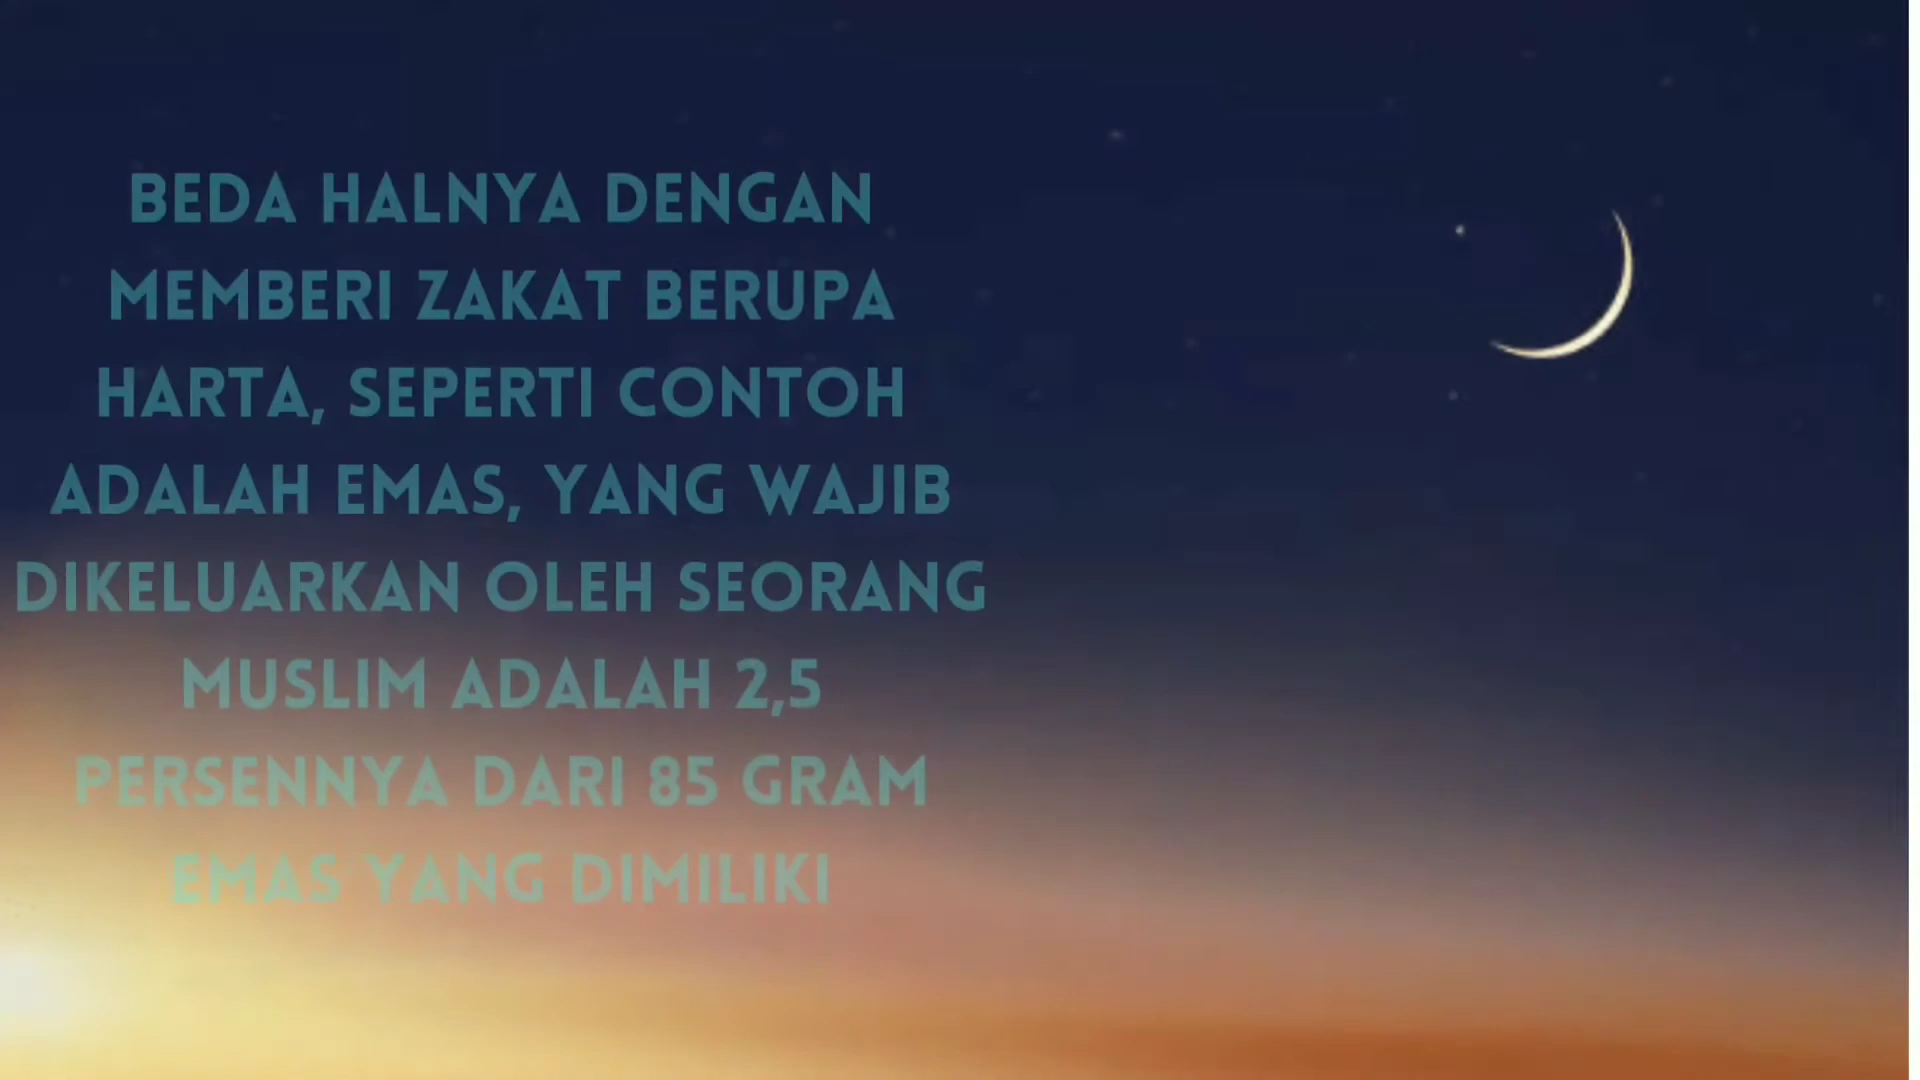 BEDA HALNYA DENGAN
MEMBERI ZAKAT BERUPA
HARTA, SEPERTI CONTOH
ADALAH EMAS, YANG WAJIB
DIKELUARKAN OLEH SEORANG
MUSLIM ADALAH 2,5
PERSENNYA DARI 85 GRAM
EMAS YANG DIMILIKI